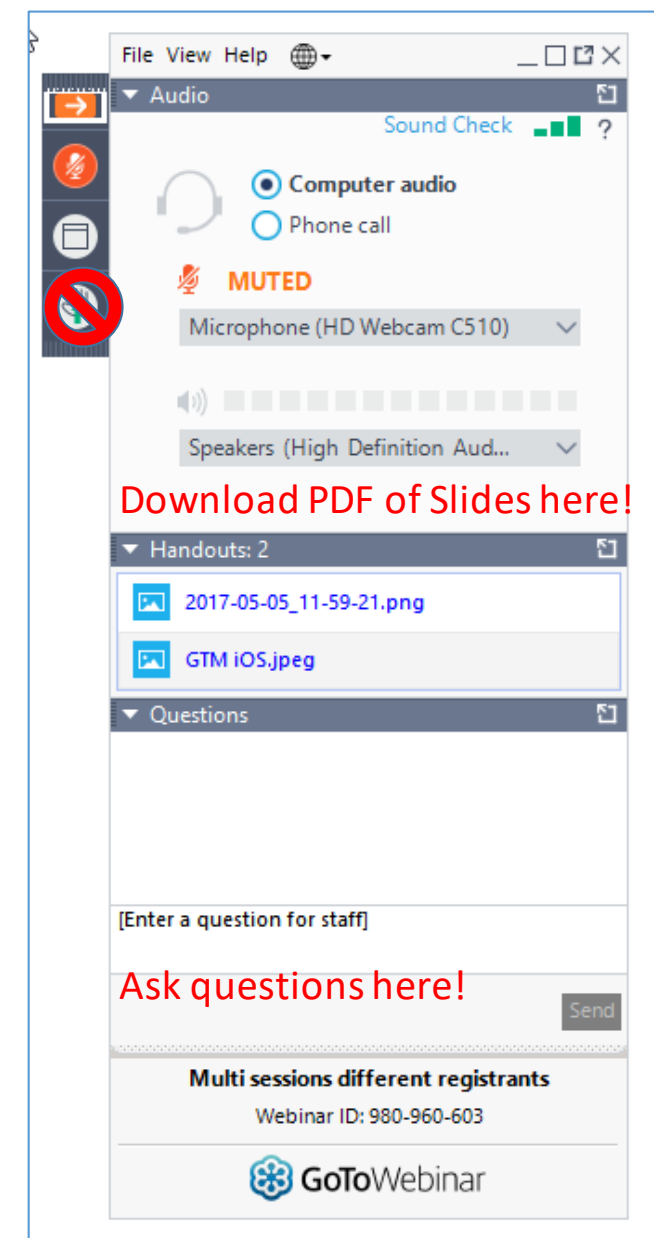 File View Help
Audio
Sound Check ?
Computer audio
Phone call
MUTED
Microphone (HD Webcam C510)
Speakers (High Definition Aud...
Download PDF of Slides here!
Handouts: 2
2017-05-05_11-59-21.png
GTM iOS.jpeg
Questions
[Enter a question for staff]
Ask questions here!
Send
Multi sessions different registrants
Webinar ID: 980-960-603
GoToWebinar